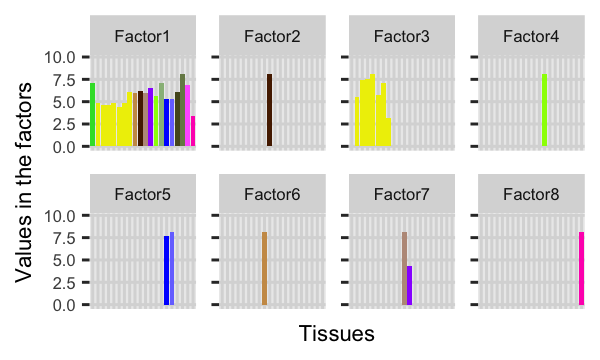 Factor1 Factor2 Factor3 Factor4
10.0
7.5
5.0
2.5
0.0
Values in the factors
Factor5 Factor6 Factor7 Factor8
10.0
7.5
5.0
2.5
0.0
Tissues